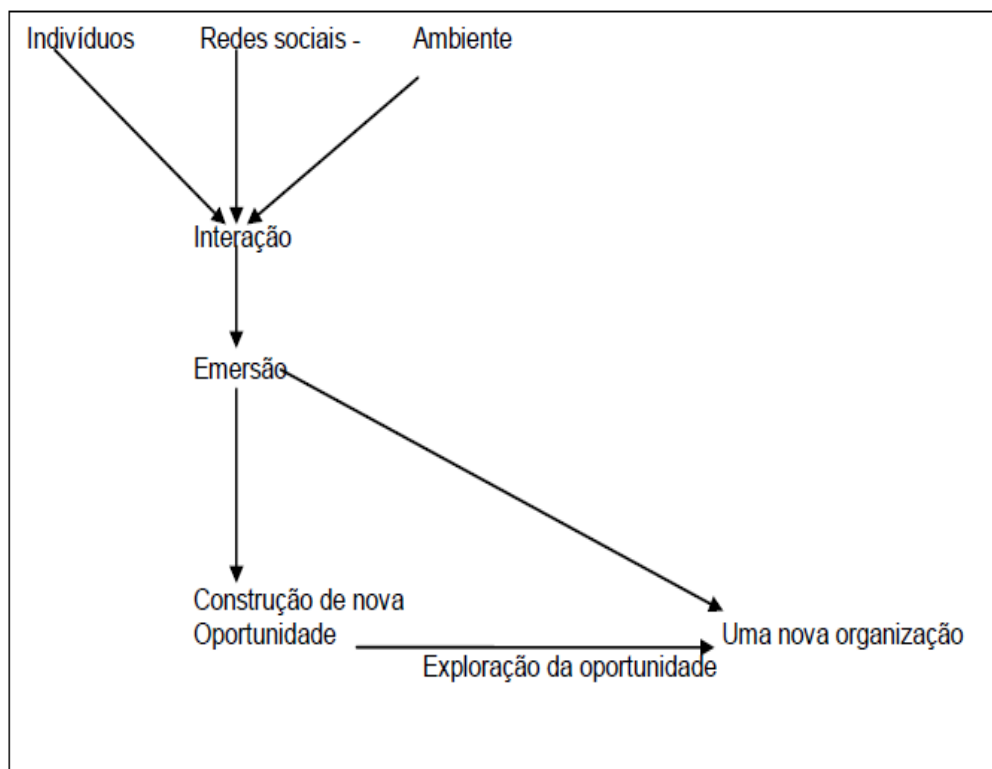 Indivíduos Redes sociais - Ambiente
Interação
Emersão
Construção de nova
Oportunidade
Uma nova organização
Exploração da oportunidade